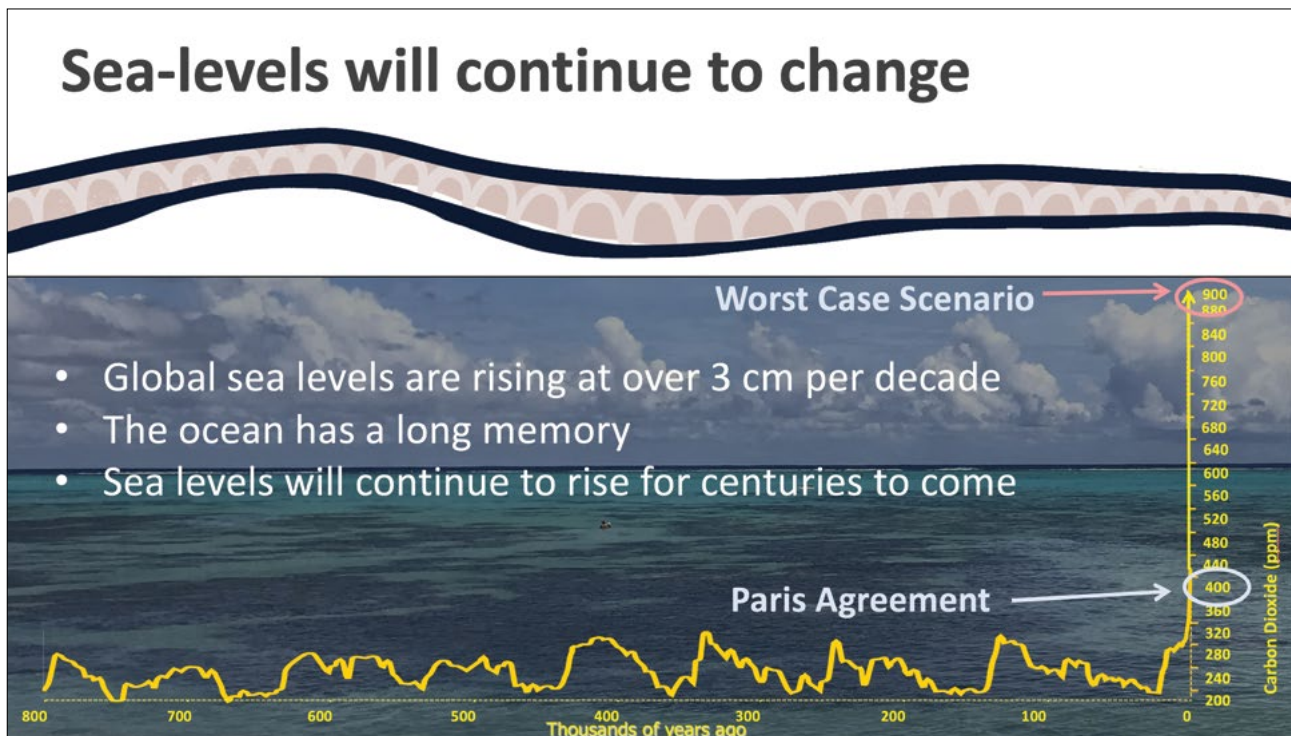 Sea-levels will continue to change
Worst Case Scenario
• Global sea levels are rising at over 3 cm per decade
• The ocean has a long memory
• Sea levels will continue to rise for centuries to come
Paris Agreement
900
880
840
800
760
720
680
640
600
560
520
480
440
400
360
320
280
240
200
Carbon Dioxide (ppm)
800 700 600 500 400 300 200 100 0
Thousands of years ago